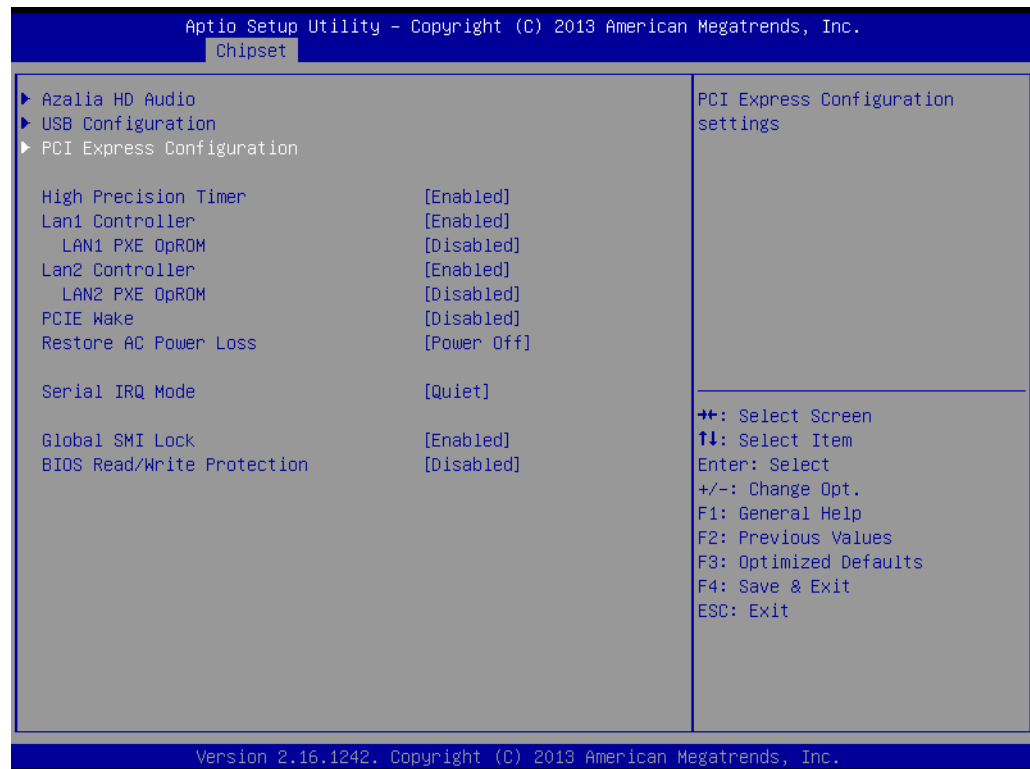 Aptio Setup Utility – Copyright (C) 2013 American Megatrends, Inc.
Chipset
▶ Azalia HD Audio
▶ USB Configuration
▶ PCI Express Configuration
High Precision Timer [Enabled]
Lan1 Controller [Enabled]
LAN1 PXE OpROM [Disabled]
Lan2 Controller [Enabled]
LAN2 PXE OpROM [Disabled]
PCIE Wake [Disabled]
Restore AC Power Loss [Power Off]
Serial IRQ Mode [Quiet]
Global SMI Lock [Enabled]
BIOS Read/Write Protection [Disabled]
PCI Express Configuration
settings
→←: Select Screen
↑↓: Select Item
Enter: Select
+/-: Change Opt.
F1: General Help
F2: Previous Values
F3: Optimized Defaults
F4: Save & Exit
ESC: Exit
Version 2.16.1242. Copyright (C) 2013 American Megatrends, Inc.